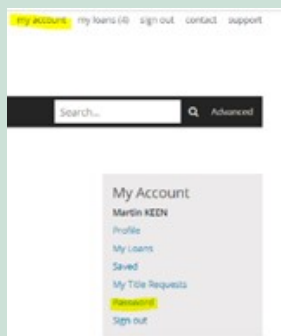 my account my loans (4) sign out contact support
Search... Advanced
My Account
Martin KEEN
Profile
My Loans
Saved
My Title Requests
Password
Sign out